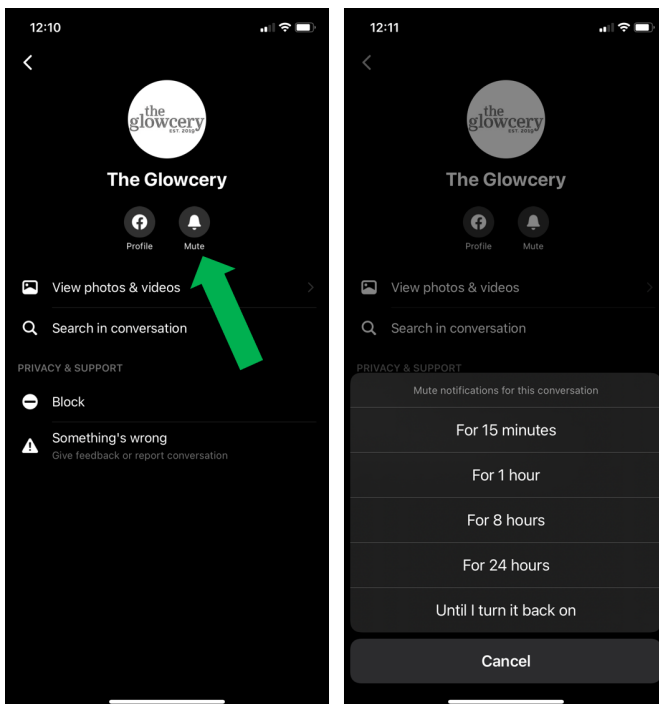 12:10
the
glowcery
EST. 2019
The Glowcery
Profile
Mute
View photos & videos
Search in conversation
PRIVACY & SUPPORT
Block
Something's wrong
Give feedback or report conversation
12:11
the
glowcery
EST. 2019
The Glowcery
Profile
Mute
View photos & videos
Search in conversation
PRIVACY & SUPPORT
Mute notifications for this conversation
For 15 minutes
For 1 hour
For 8 hours
For 24 hours
Until I turn it back on
Cancel